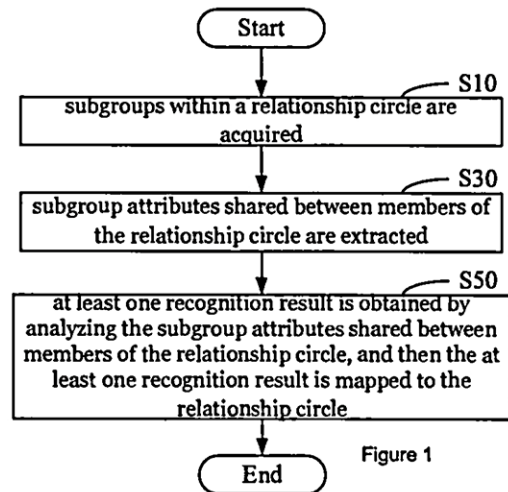 Start
S10
subgroups within a relationship circle are
acquired
S30
subgroup attributes shared between members of
the relationship circle are extracted
S50
at least one recognition result is obtained by
analyzing the subgroup attributes shared between
members of the relationship circle, and then the at
least one recognition result is mapped to the
relationship circle
End
Figure 1